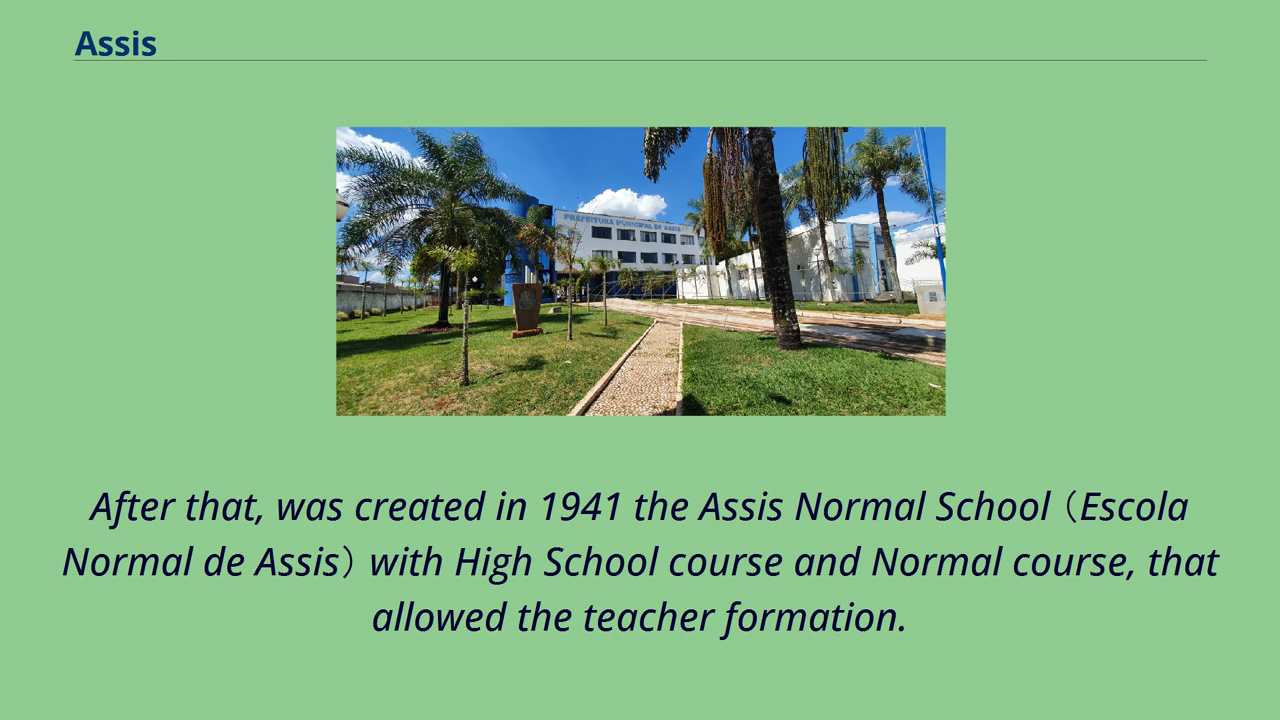 Assis
PREFEITURA MUNICIPAL DE ASSIS
After that, was created in 1941 the Assis Normal School（Escola
Normal de Assis）with High School course and Normal course, that
allowed the teacher formation.